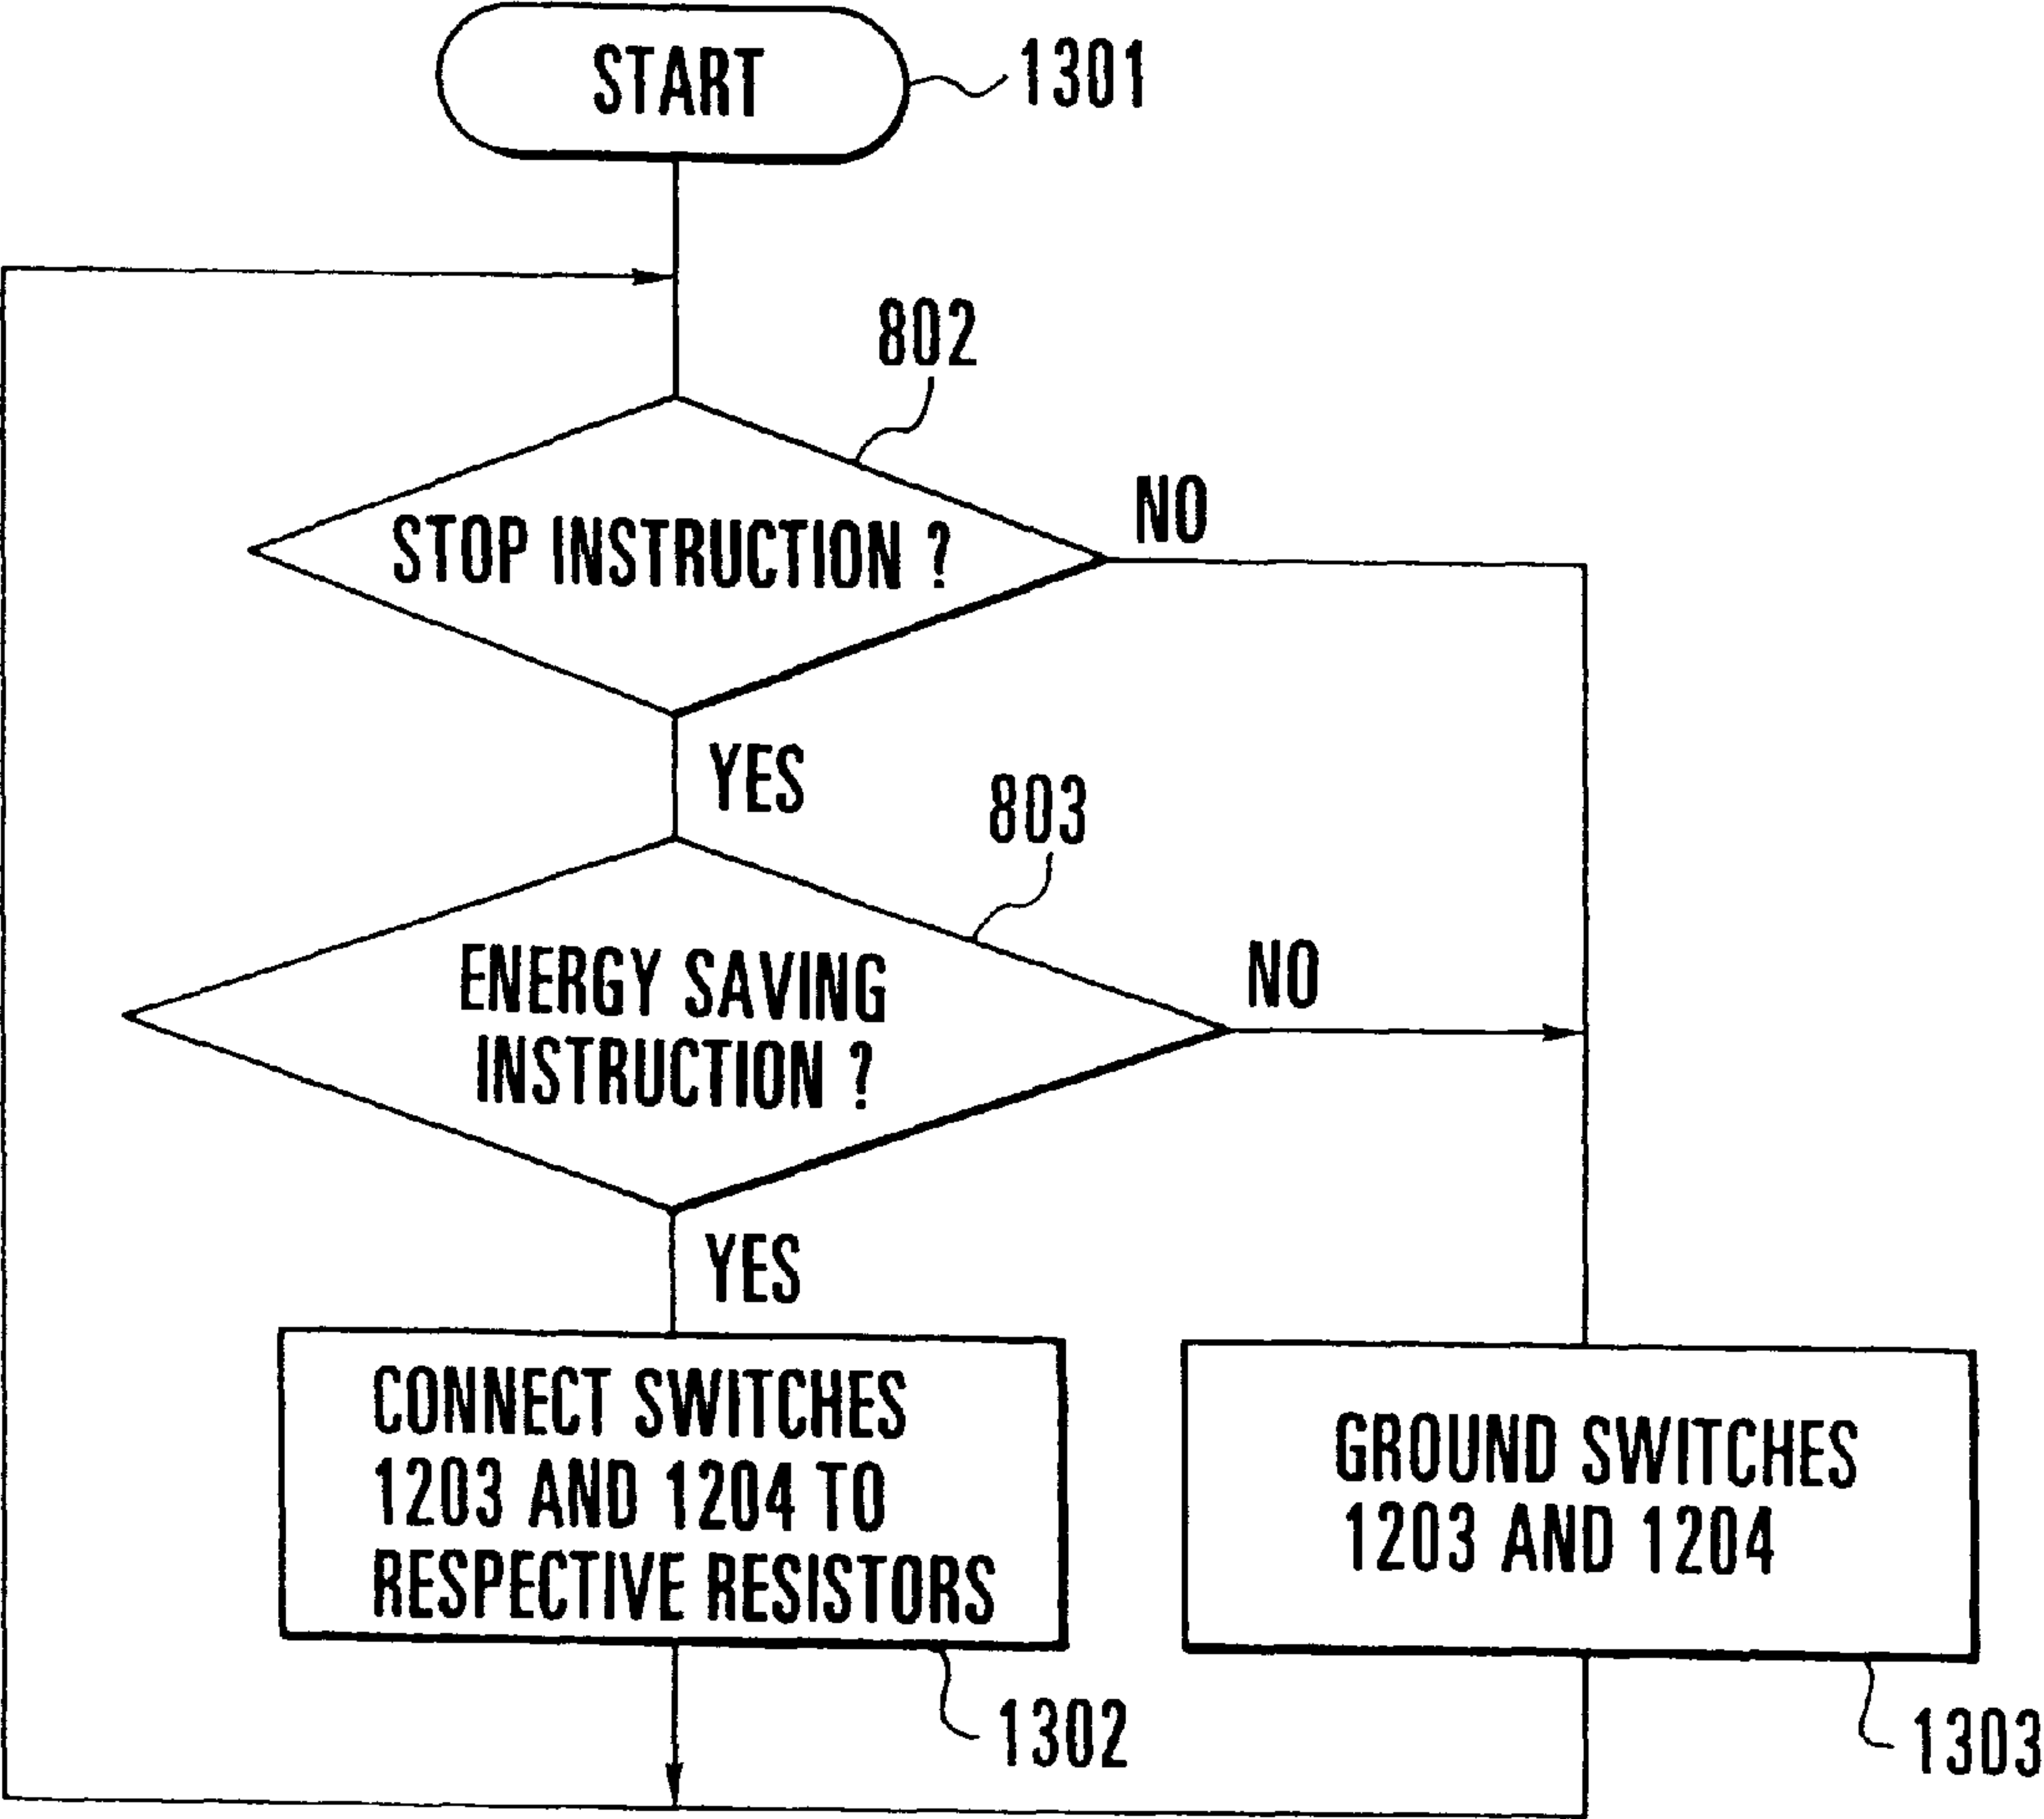 START
1301
802
STOP INSTRUCTION ?
NO
YES
803
ENERGY SAVING
INSTRUCTION ?
NO
YES
CONNECT SWITCHES
1203 AND 1204 TO
RESPECTIVE RESISTORS
GROUND SWITCHES
1203 AND 1204
1302
1303